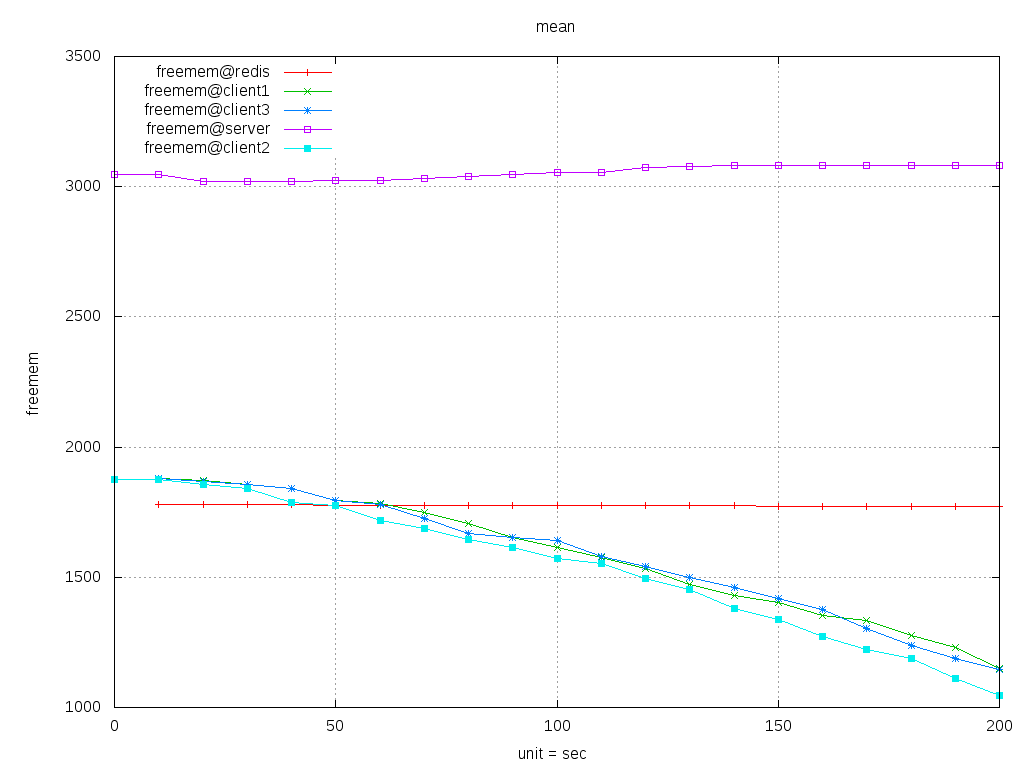 mean
3500
freemem@redis
freemem@client1
freemem@client3
freemem@server
freemem@client2
3000
2500
freemem
2000
1500
1000
0 50 100 150 200
unit = sec